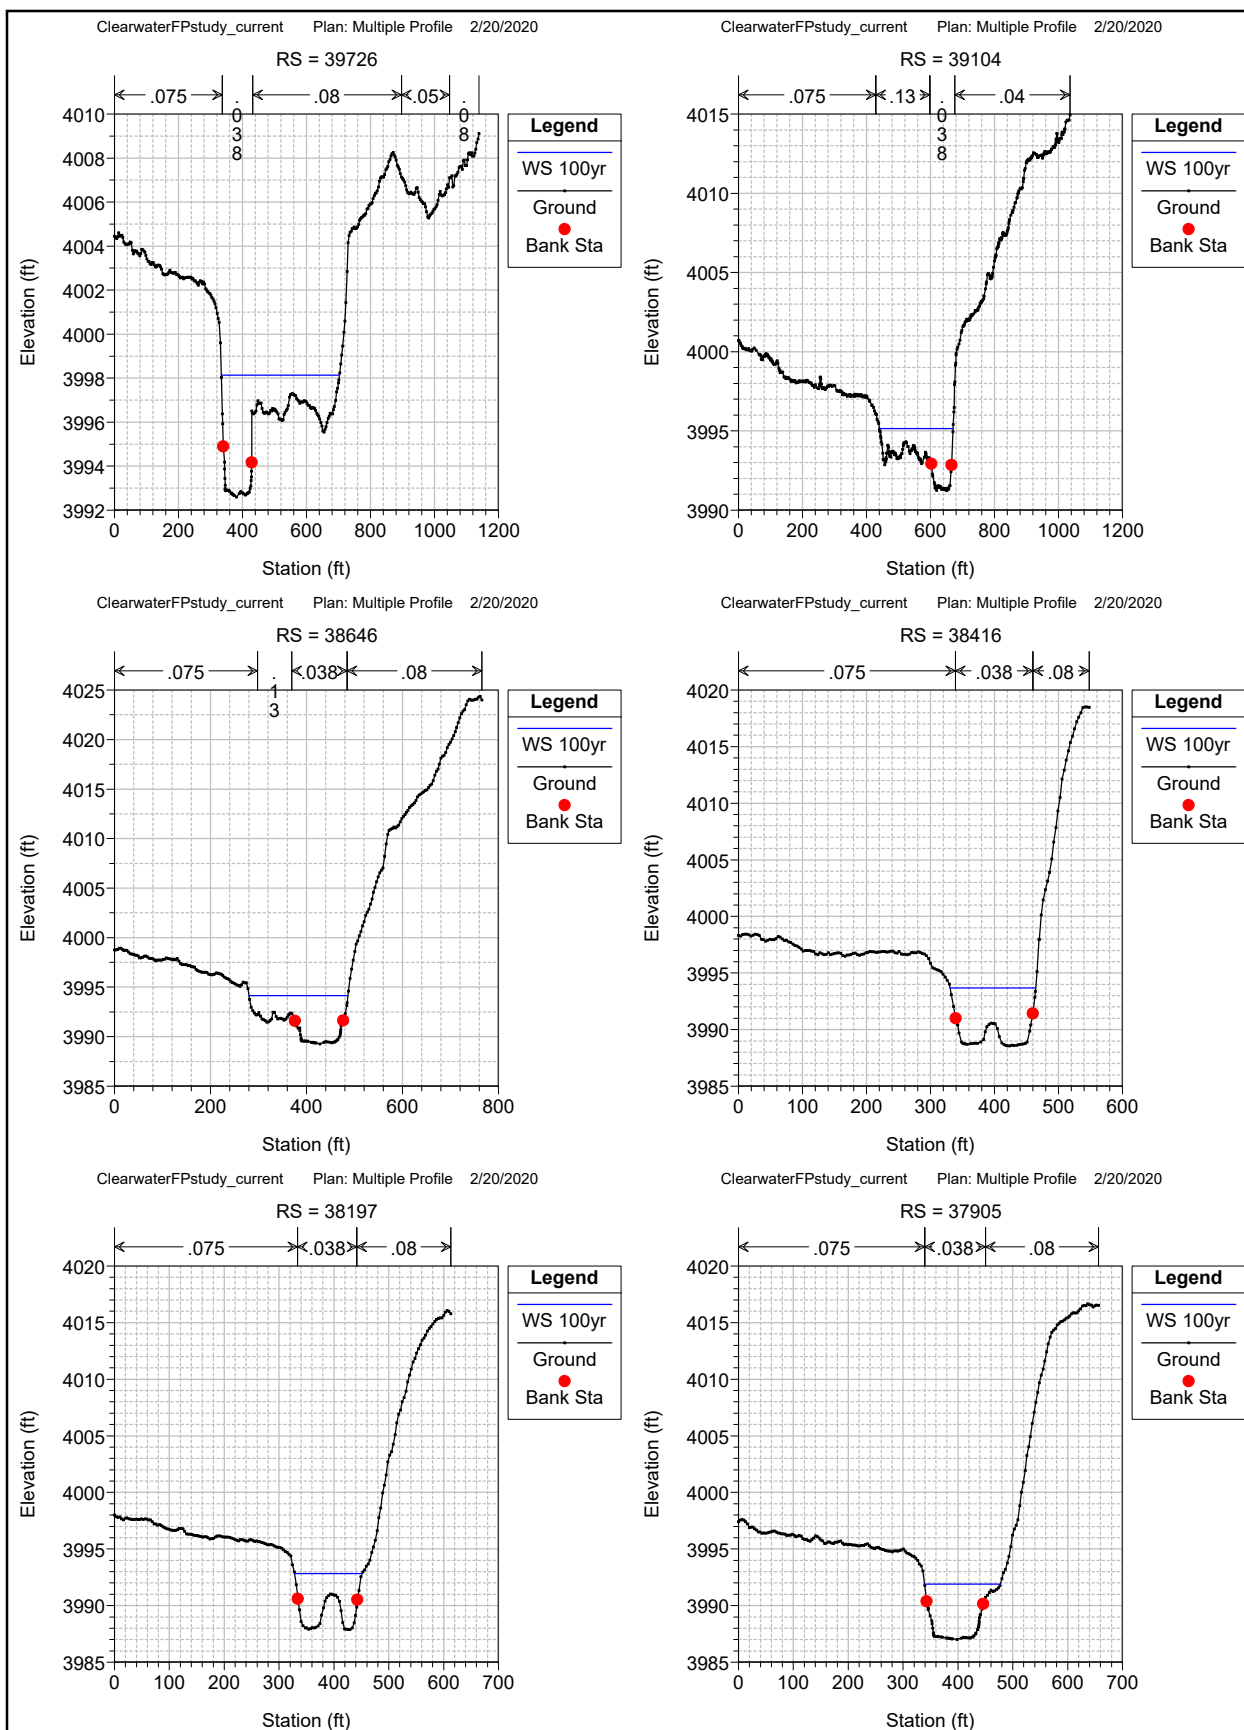 ClearwaterFPstudy_current Plan: Multiple Profile 2/20/2020
RS = 39726
.075 .038 .08 .05 .08
4010
4008
4006
4004
4002
4000
3998
3996
3994
3992
Elevation (ft)
0 200 400 600 800 1000 1200
Station (ft)
Legend
WS 100yr
Ground
Bank Sta
ClearwaterFPstudy_current Plan: Multiple Profile 2/20/2020
RS = 39104
.075 .13 .038 .04
4015
4010
4005
4000
3995
3990
Elevation (ft)
0 200 400 600 800 1000 1200
Station (ft)
Legend
WS 100yr
Ground
Bank Sta
ClearwaterFPstudy_current Plan: Multiple Profile 2/20/2020
RS = 38646
.075 .13 .038 .08
4025
4020
4015
4010
4005
4000
3995
3990
3985
Elevation (ft)
0 200 400 600 800
Station (ft)
Legend
WS 100yr
Ground
Bank Sta
ClearwaterFPstudy_current Plan: Multiple Profile 2/20/2020
RS = 38416
.075 .038 .08
4020
4015
4010
4005
4000
3995
3990
3985
Elevation (ft)
0 100 200 300 400 500 600
Station (ft)
Legend
WS 100yr
Ground
Bank Sta
ClearwaterFPstudy_current Plan: Multiple Profile 2/20/2020
RS = 38197
.075 .038 .08
4020
4015
4010
4005
4000
3995
3990
3985
Elevation (ft)
0 100 200 300 400 500 600 700
Station (ft)
Legend
WS 100yr
Ground
Bank Sta
ClearwaterFPstudy_current Plan: Multiple Profile 2/20/2020
RS = 37905
.075 .038 .08
4020
4015
4010
4005
4000
3995
3990
3985
Elevation (ft)
0 100 200 300 400 500 600 700
Station (ft)
Legend
WS 100yr
Ground
Bank Sta